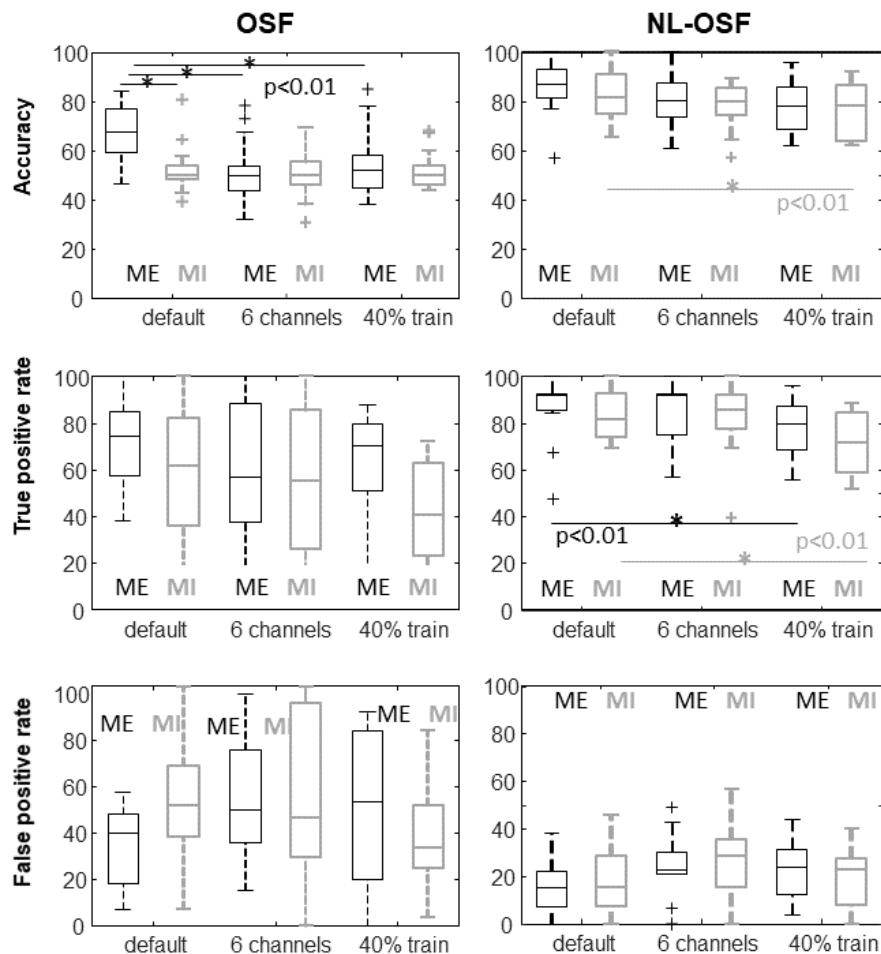 OSF NL-OSF
Accuracy
100
80
60
40
20
0
* * *
p<0.01
ME MI ME MI ME MI
default 6 channels 40% train
100
80
60
40
20
0
*
p<0.01
ME MI ME MI ME MI
default 6 channels 40% train
True positive rate
100
80
60
40
20
0
ME MI ME MI ME MI
default 6 channels 40% train
100
80
60
40
20
0
*
p<0.01
p<0.01
*
ME MI ME MI ME MI
default 6 channels 40% train
False positive rate
100
80
60
40
20
0
ME MI ME MI ME MI
default 6 channels 40% train
100
80
60
40
20
0
ME MI ME MI ME MI
default 6 channels 40% train